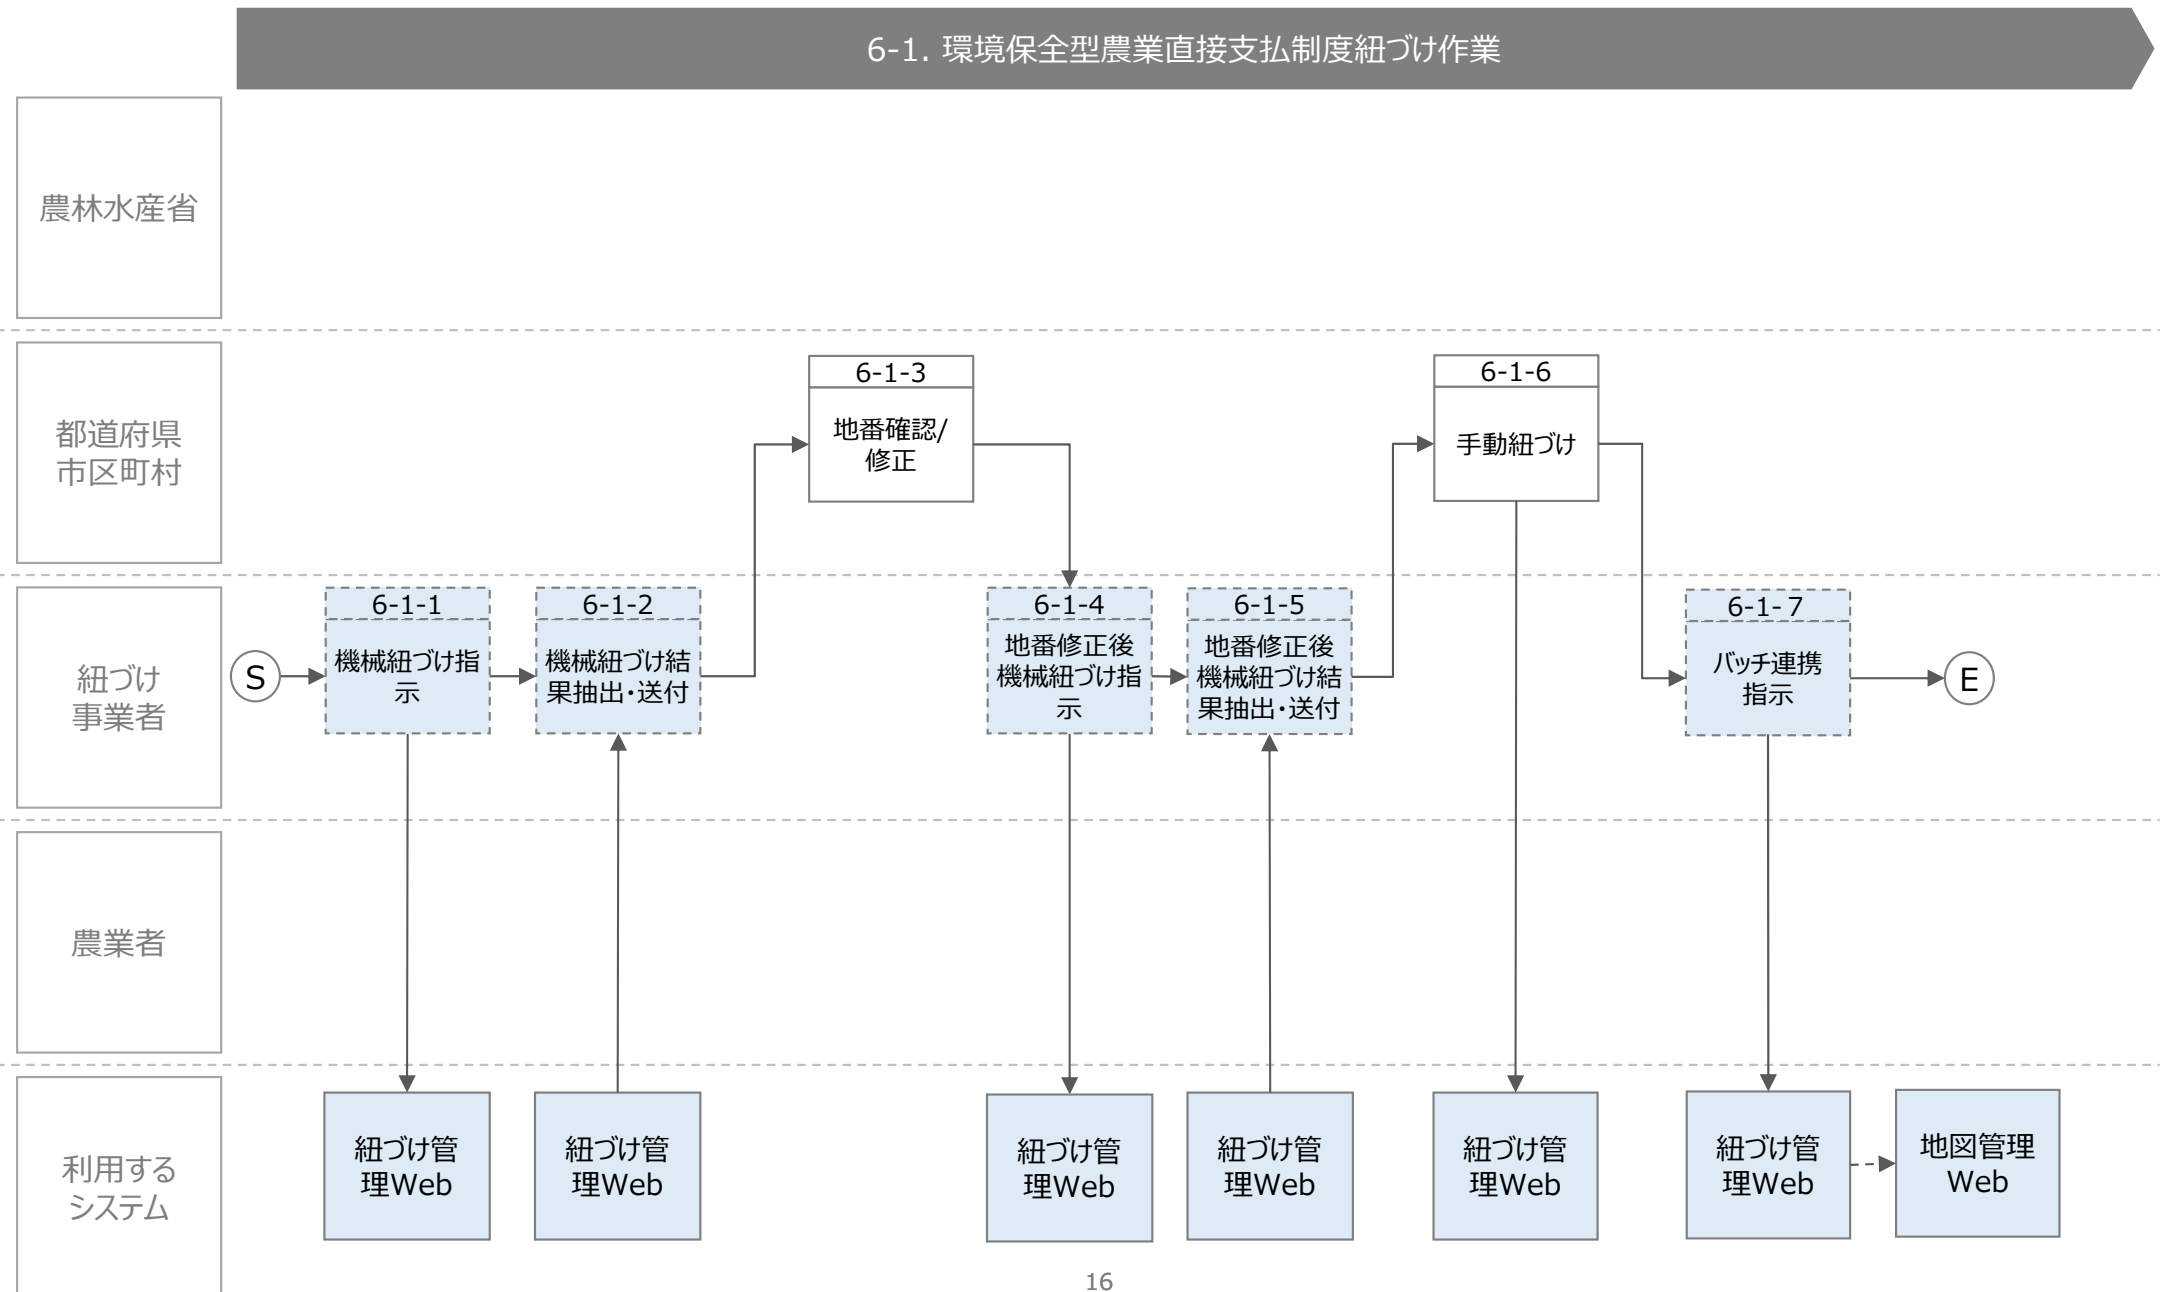 6-1. 環境保全型農業直接支払制度紐づけ作業
農林水産省
都道府県
市区町村
6-1-3
地番確認/
修正
6-1-6
手動紐づけ
紐づけ
事業者
S
6-1-1
機械紐づけ指
示
6-1-2
機械紐づけ結
果抽出・送付
6-1-4
地番修正後
機械紐づけ指
示
6-1-5
地番修正後
機械紐づけ結
果抽出・送付
6-1-７
バッチ連携
指示
E
農業者
利用する
システム
紐づけ管
理Web
紐づけ管
理Web
紐づけ管
理Web
紐づけ管
理Web
紐づけ管
理Web
紐づけ管
理Web
地図管理
Web
16